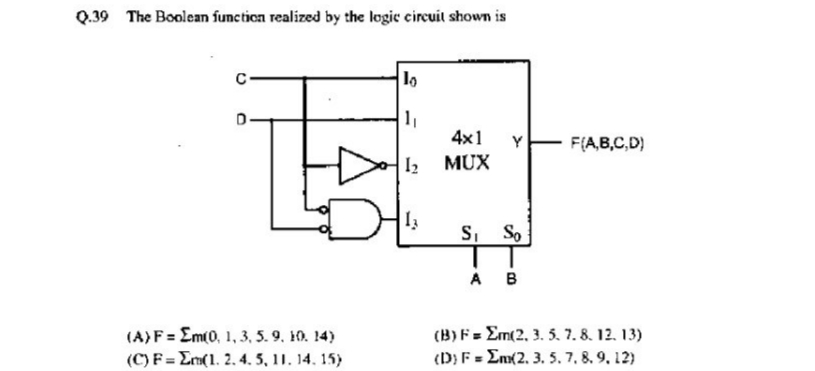 Q.39 The Boolean function realized by the logic circuit shown is
C
I₀
D
I₁
4×1 Y F(A,B,C,D)
I₂ MUX
I₃
S₁ S₀
A B
(A) F = Σm(0, 1, 3, 5, 9, 10, 14) (B) F = Σm(2, 3, 5, 7, 8, 12, 13)
(C) F = Σm(1, 2, 4, 5, 11, 14, 15) (D) F = Σm(2, 3, 5, 7, 8, 9, 12)